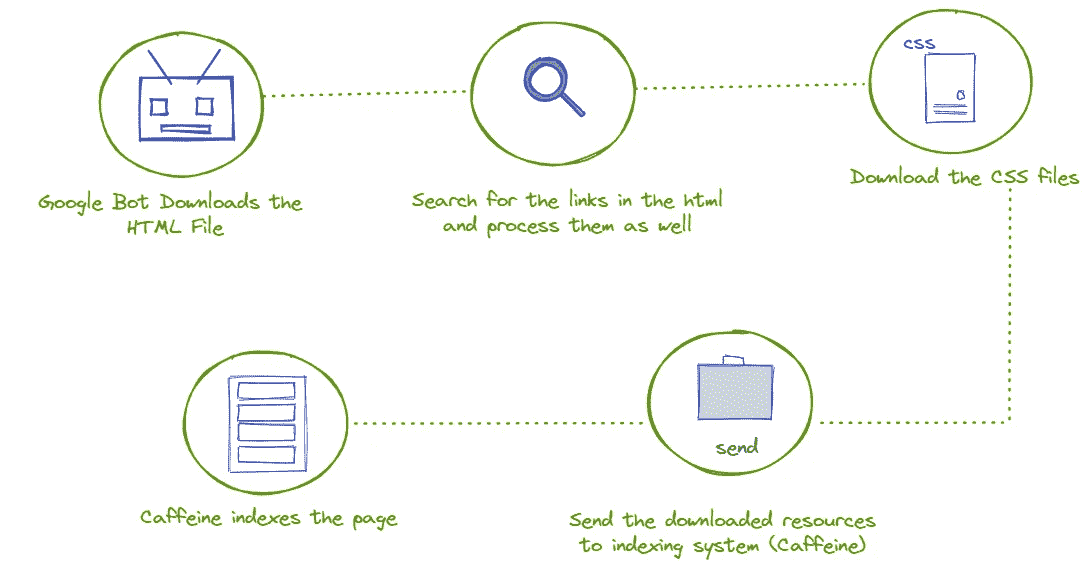 css
Google Bot Downloads the
HTML File
Search for the links in the html
and process them as well
Download the CSS files
send
Caffeine indexes the page
Send the downloaded resources
to indexing system (Caffeine)